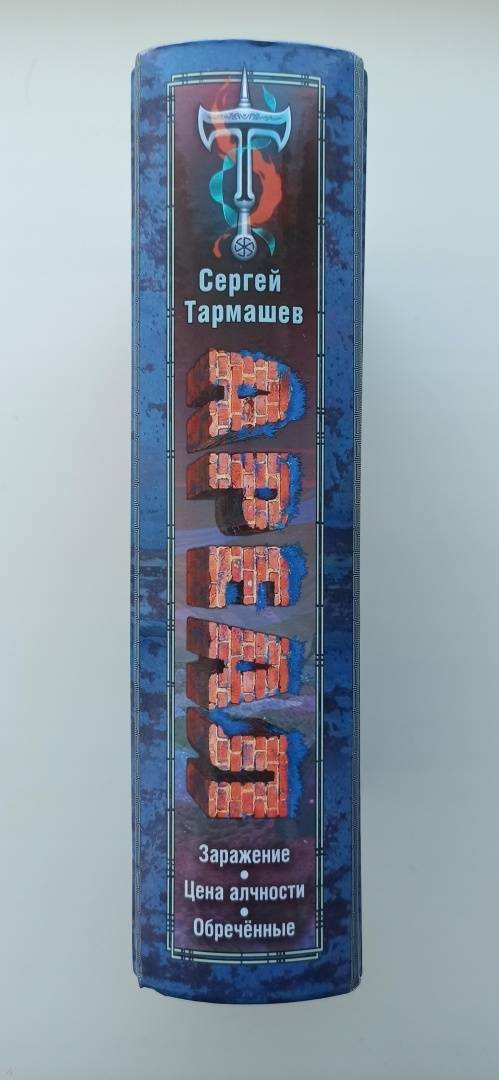 Сергей
Тармашев
АРЕАЛ
Заражение
•
Цена алчности
•
Обречённые